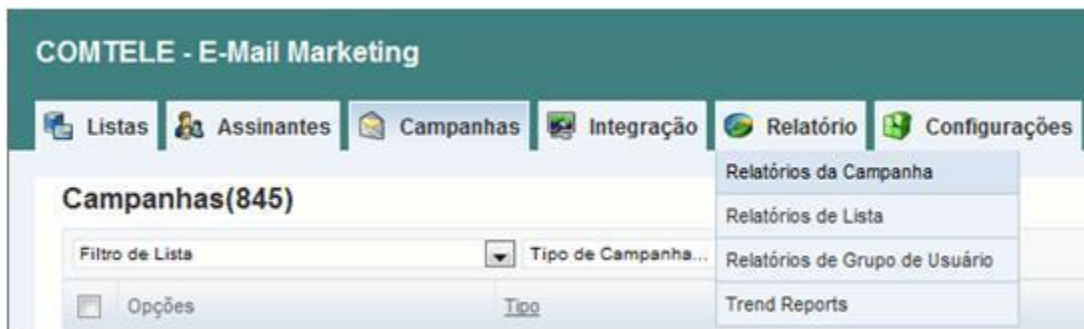 COMTELE - E-Mail Marketing
Listas Assinantes Campanhas Integração Relatório Configurações
Relatórios da Campanha
Campanhas(845)
Relatórios de Lista
Filtro de Lista Tipo de Campanha... Relatórios de Grupo de Usuário
Opções Tipo Trend Reports